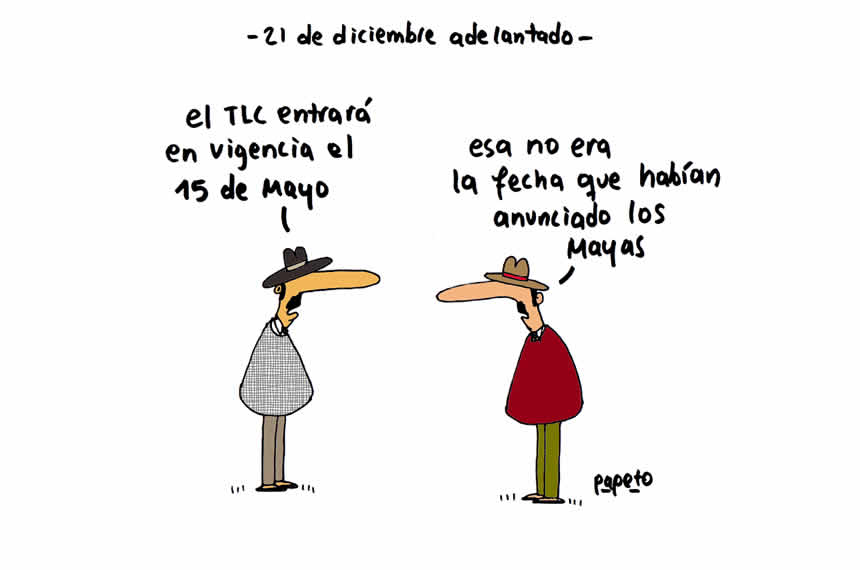 - 21 de diciembre adelantado -
el TLC entrará
en vigencia el
15 de Mayo
esa no era
la fecha que habían
anunciado los
Mayas
papeto